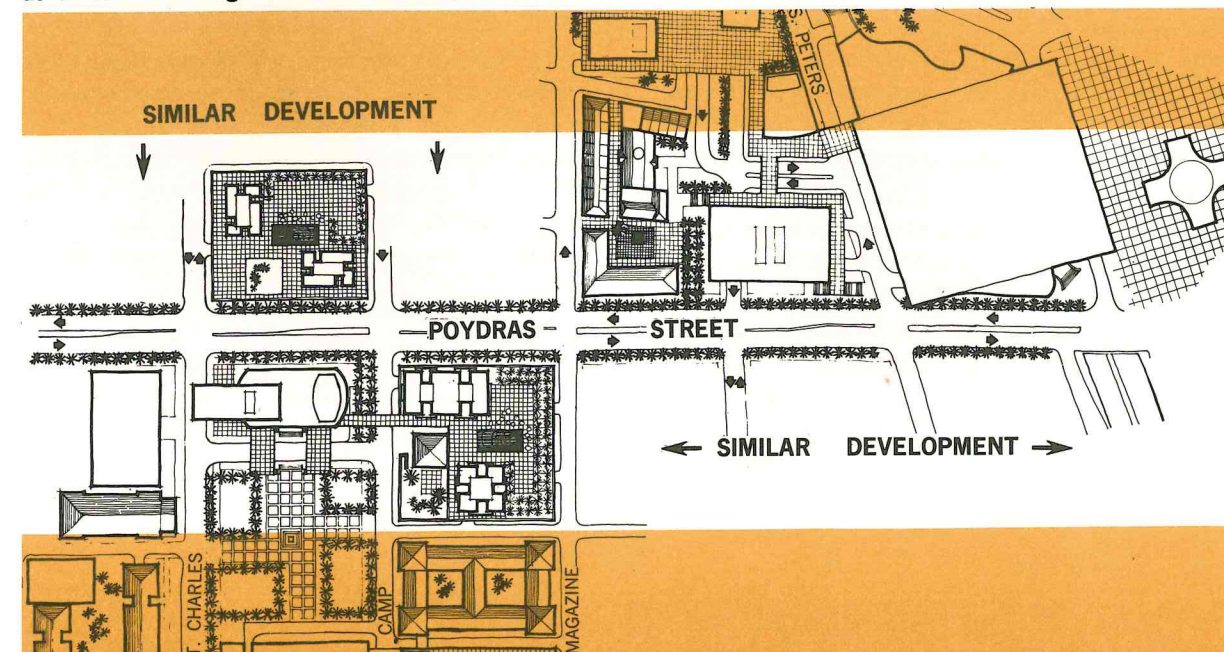 S. PETERS
SIMILAR DEVELOPMENT
POYDRAS STREET
SIMILAR DEVELOPMENT
T. CHARLES
CAMP
MAGAZINE